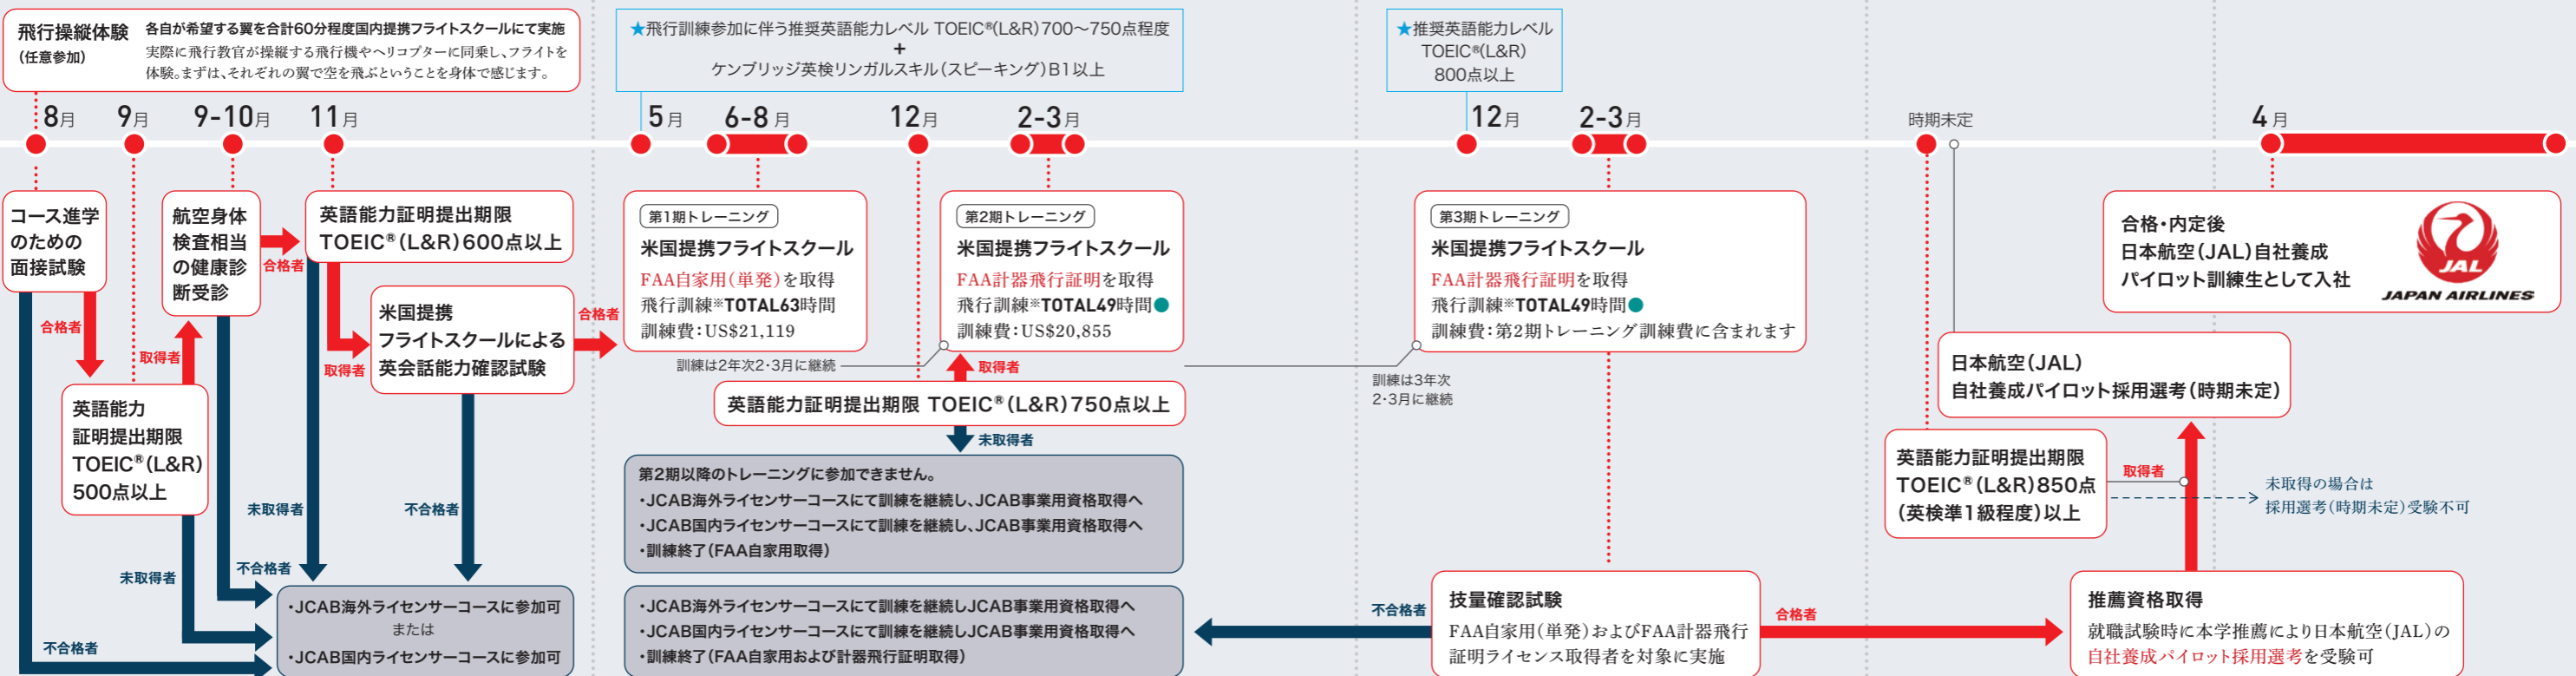 飛行操縦体験
(任意参加)
各自が希望する翼を合計60分程度国内提携フライトスクールにて実施
実際に飛行教官が操縦する飛行機やヘリコプターに同乗し、フライトを
体験。まずは、それぞれの翼で空を飛ぶということを身体で感じます。
★飛行訓練参加に伴う推奨英語能力レベル TOEIC®(L&R)700〜750点程度
+
ケンブリッジ英検リンガルスキル(スピーキング)B1以上
★推奨英語能力レベル
TOEIC®(L&R)
800点以上
8月
9月
9-10月
11月
5月
6-8月
12月
2-3月
12月
2-3月
時期未定
4月
コース進学
のための
面接試験
合格者
不合格者
英語能力
証明提出期限
TOEIC®(L&R)
500点以上
取得者
未取得者
航空身体
検査相当
の健康診
断受診
合格者
不合格者
英語能力証明提出期限
TOEIC®(L&R)600点以上
取得者
未取得者
米国提携
フライトスクールによる
英会話能力確認試験
合格者
不合格者
・JCAB海外ライセンサーコースに参加可
または
・JCAB国内ライセンサーコースに参加可
第1期トレーニング
米国提携フライトスクール
FAA自家用(単発)を取得
飛行訓練※TOTAL63時間
訓練費:US$21,119
訓練は2年次2・3月に継続
第2期トレーニング
米国提携フライトスクール
FAA計器飛行証明を取得
飛行訓練※TOTAL49時間●
訓練費:US$20,855
取得者
英語能力証明提出期限 TOEIC®(L&R)750点以上
未取得者
第2期以降のトレーニングに参加できません。
・JCAB海外ライセンサーコースにて訓練を継続し、JCAB事業用資格取得へ
・JCAB国内ライセンサーコースにて訓練を継続し、JCAB事業用資格取得へ
・訓練終了(FAA自家用取得)
・JCAB海外ライセンサーコースにて訓練を継続しJCAB事業用資格取得へ
・JCAB国内ライセンサーコースにて訓練を継続しJCAB事業用資格取得へ
・訓練終了(FAA自家用および計器飛行証明取得)
訓練は3年次
2・3月に継続
第3期トレーニング
米国提携フライトスクール
FAA計器飛行証明を取得
飛行訓練※TOTAL49時間●
訓練費:第2期トレーニング訓練費に含まれます
不合格者
技量確認試験
FAA自家用(単発)およびFAA計器飛行
証明ライセンス取得者を対象に実施
合格者
推薦資格取得
就職試験時に本学推薦により日本航空(JAL)の
自社養成パイロット採用選考を受験可
英語能力証明提出期限
TOEIC®(L&R)850点
(英検準1級程度)以上
取得者
未取得の場合は
採用選考(時期未定)受験不可
日本航空(JAL)
自社養成パイロット採用選考(時期未定)
合格・内定後
日本航空(JAL)自社養成
パイロット訓練生として入社
JAL
JAPAN AIRLINES